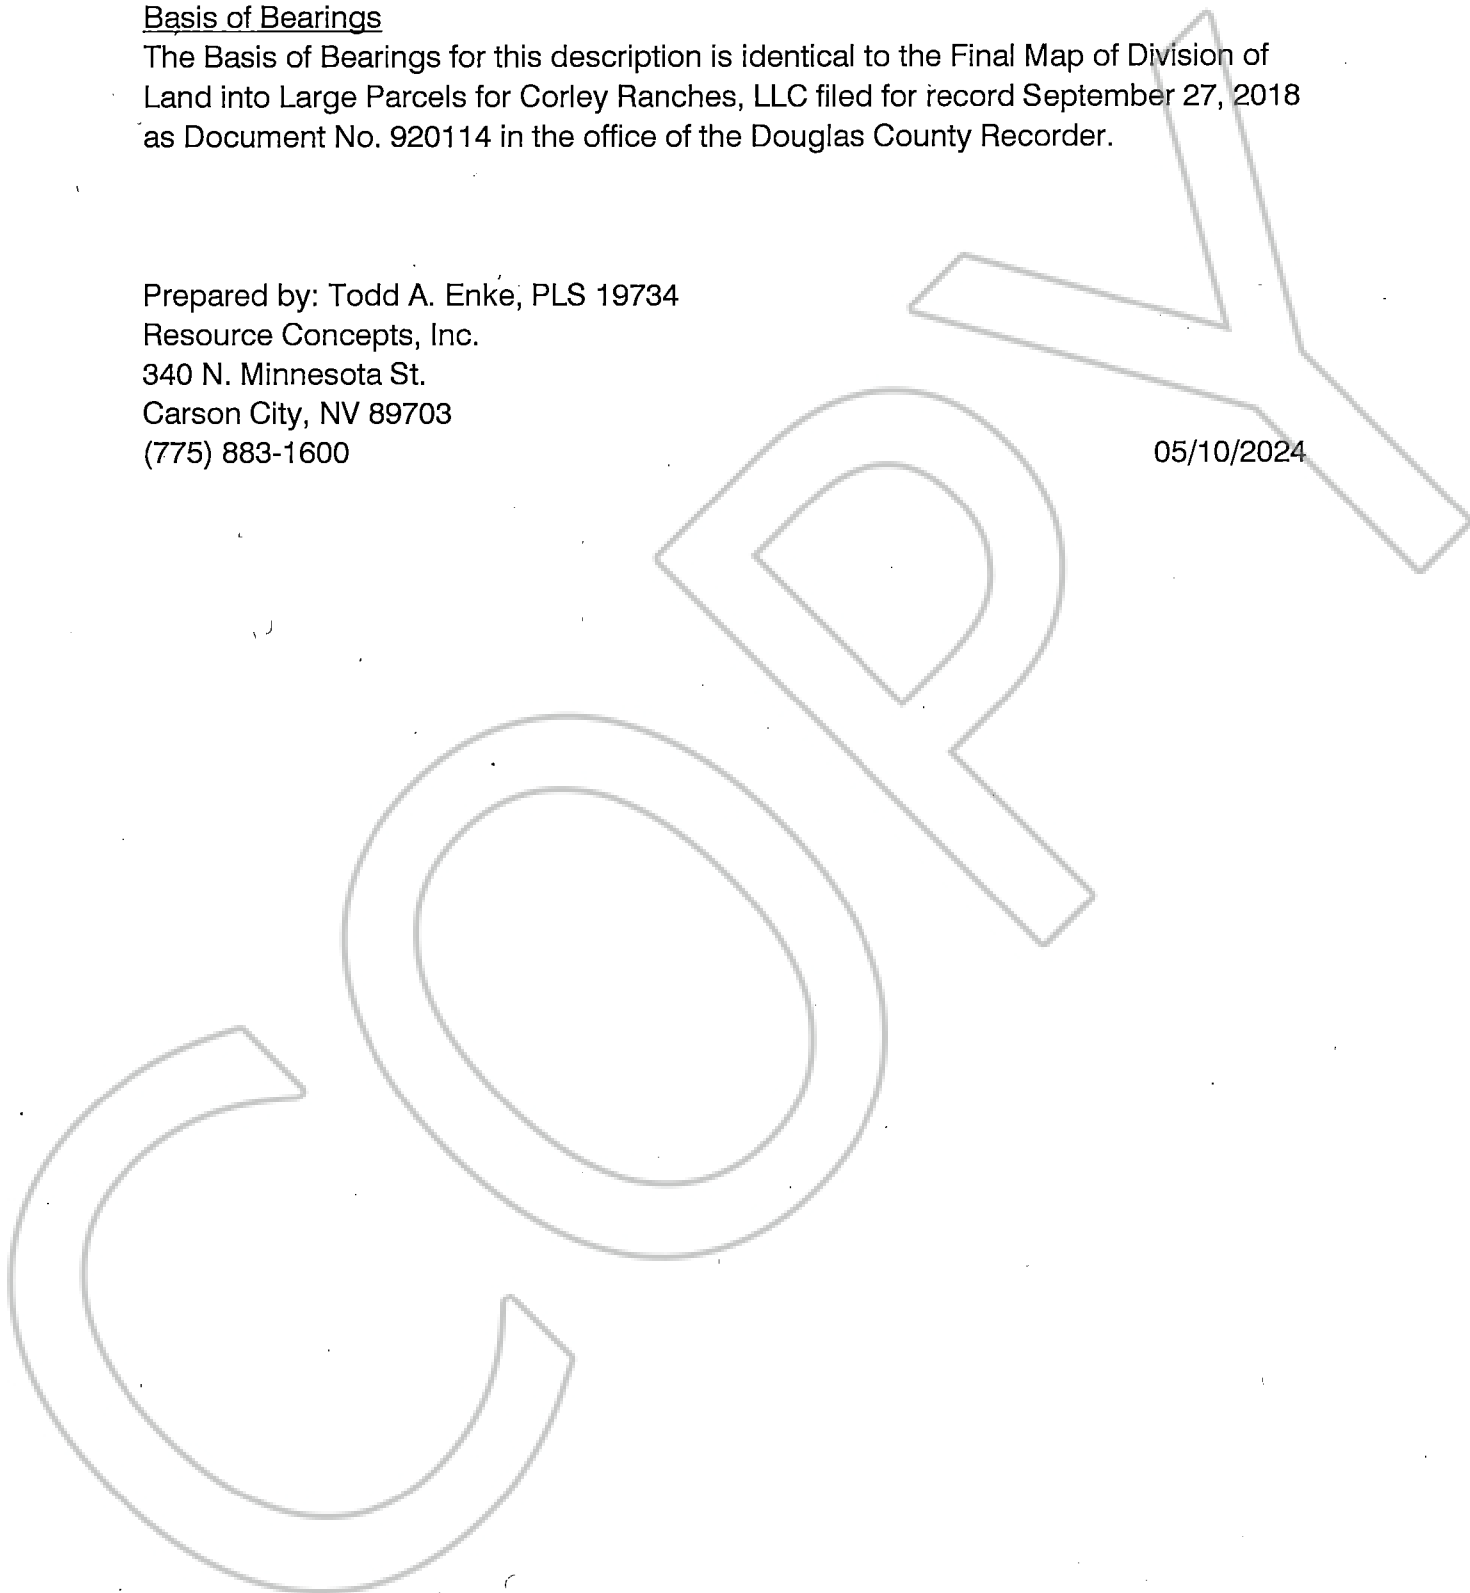 Basis of Bearings
The Basis of Bearings for this description is identical to the Final Map of Division of
Land into Large Parcels for Corley Ranches, LLC filed for record September 27, 2018
as Document No. 920114 in the office of the Douglas County Recorder.
Prepared by: Todd A. Enke, PLS 19734
Resource Concepts, Inc.
340 N. Minnesota St.
Carson City, NV 89703
(775) 883-1600
05/10/2024
COPY